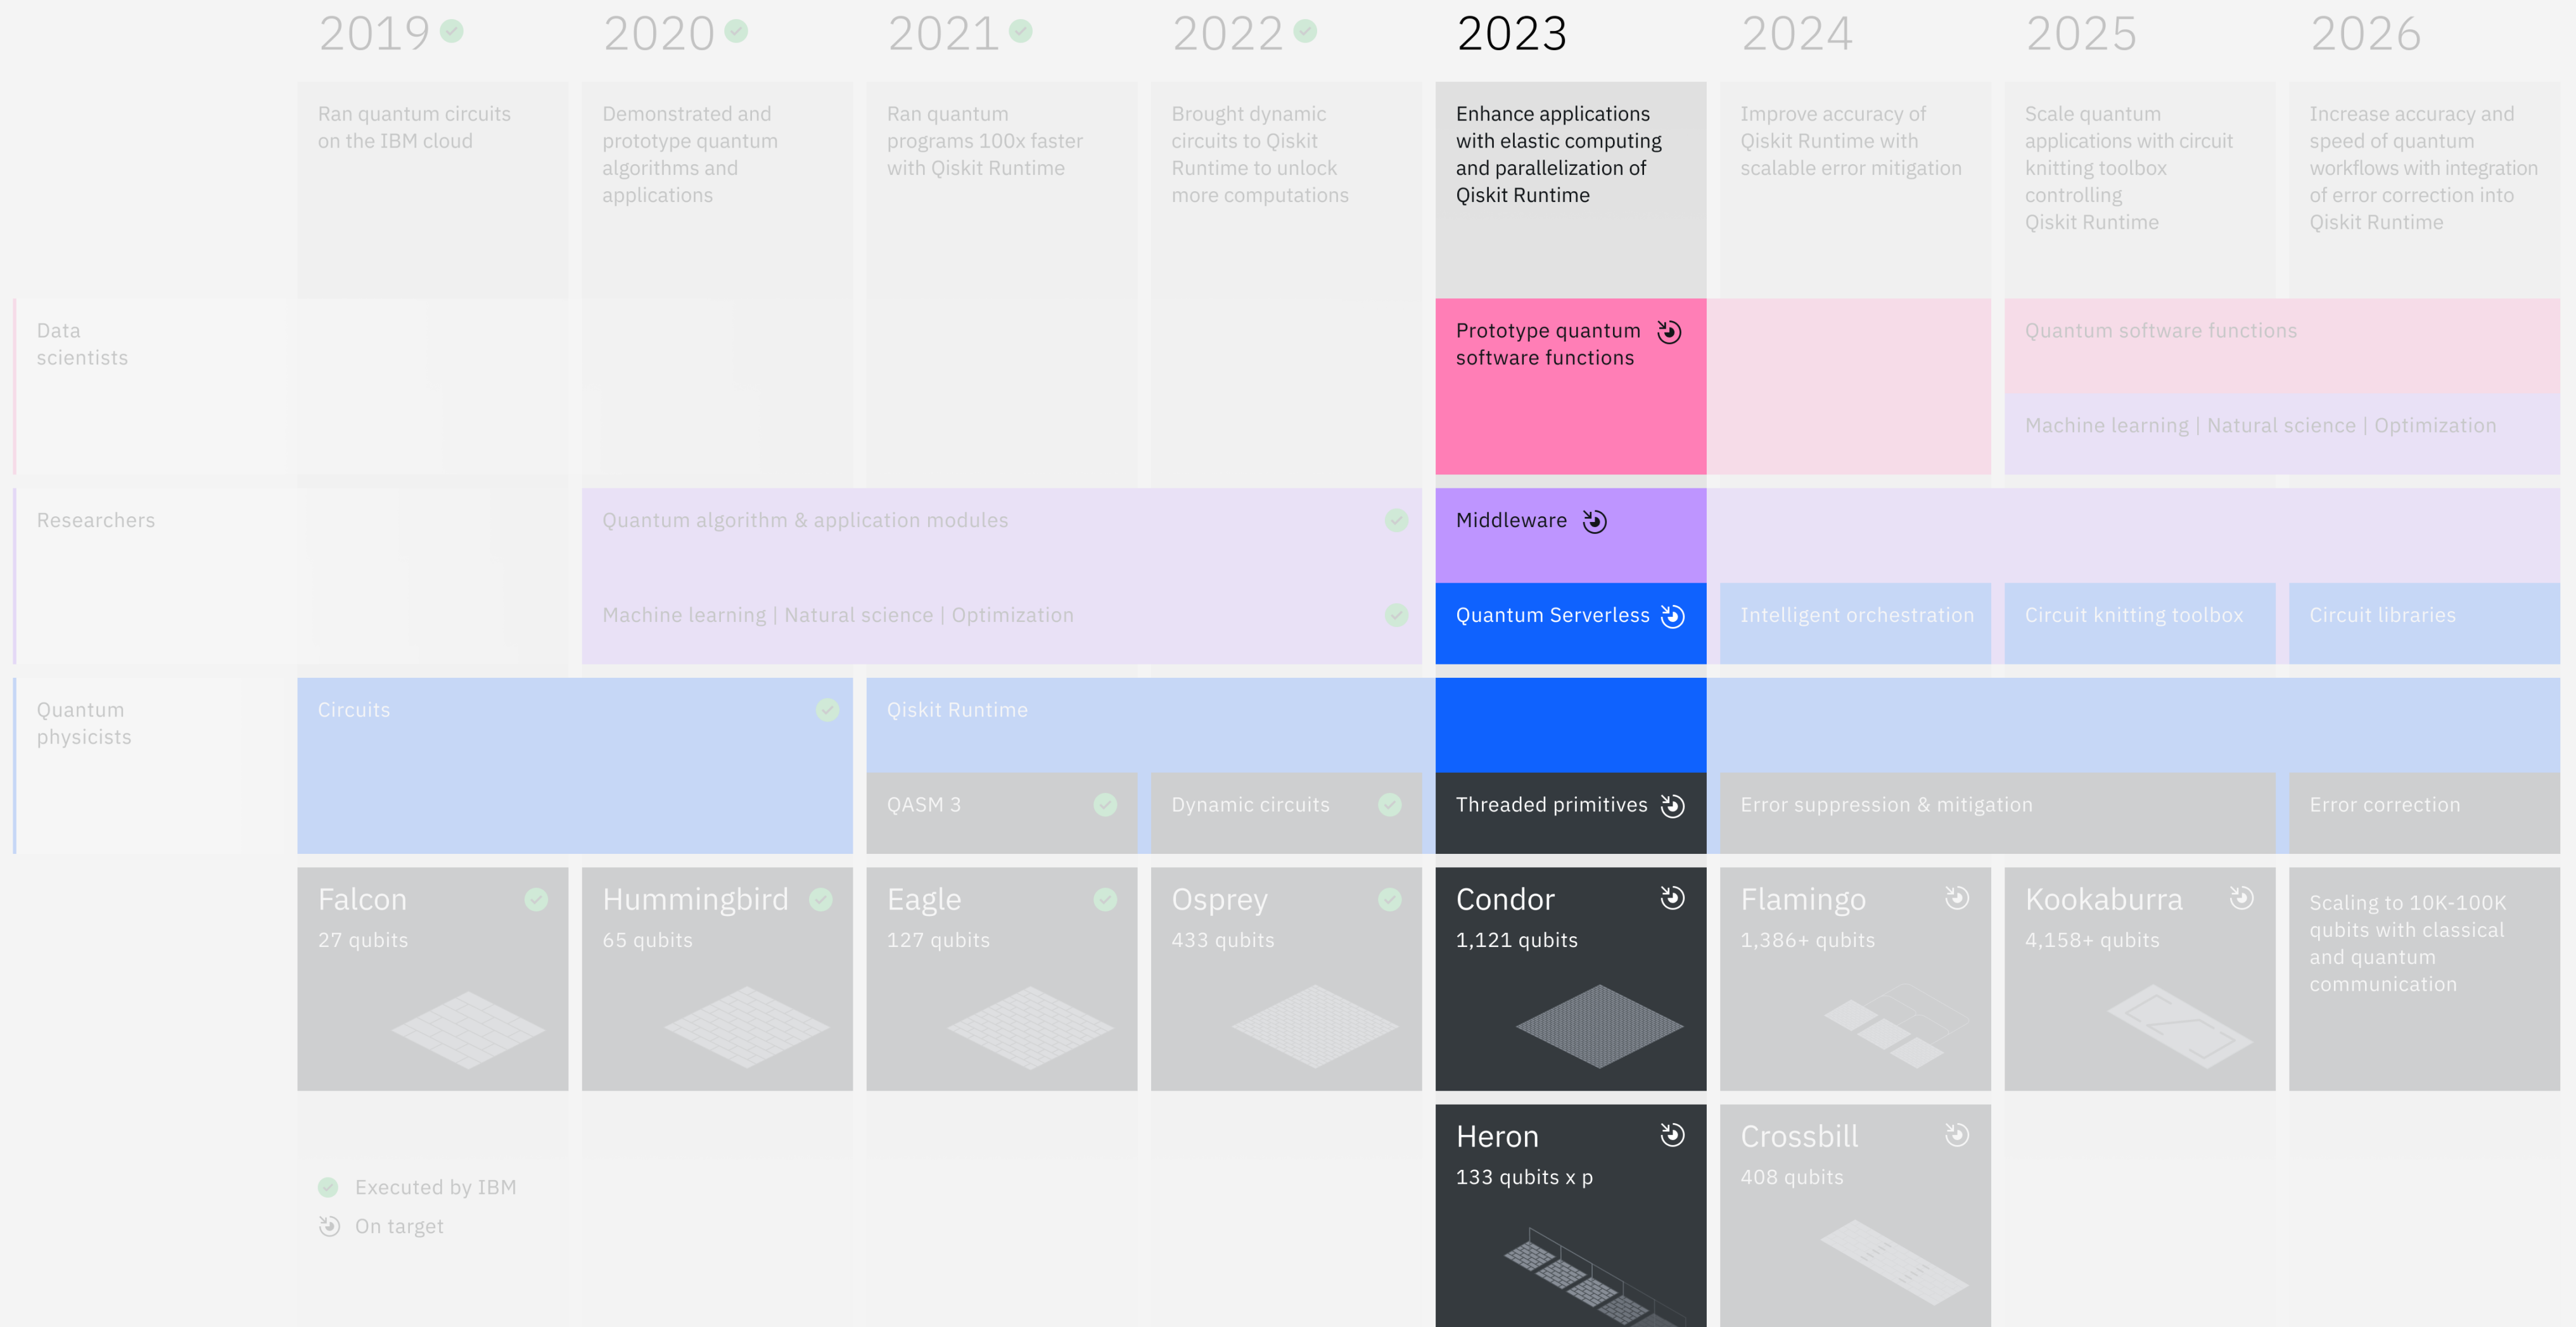 2019
2020
2021
2022
2023
2024
2025
2026
Ran quantum circuits
on the IBM cloud
Demonstrated and
prototype quantum
algorithms and
applications
Ran quantum
programs 100x faster
with Qiskit Runtime
Brought dynamic
circuits to Qiskit
Runtime to unlock
more computations
Enhance applications
with elastic computing
and parallelization of
Qiskit Runtime
Improve accuracy of
Qiskit Runtime with
scalable error mitigation
Scale quantum
applications with circuit
knitting toolbox
controlling
Qiskit Runtime
Increase accuracy and
speed of quantum
workflows with integration
of error correction into
Qiskit Runtime
Data
scientists
Prototype quantum
software functions
Quantum software functions
Machine learning | Natural science | Optimization
Researchers
Quantum algorithm & application modules
Machine learning | Natural science | Optimization
Middleware
Quantum Serverless
Intelligent orchestration
Circuit knitting toolbox
Circuit libraries
Quantum
physicists
Circuits
Qiskit Runtime
QASM 3
Dynamic circuits
Threaded primitives
Error suppression & mitigation
Error correction
Falcon
27 qubits
Hummingbird
65 qubits
Eagle
127 qubits
Osprey
433 qubits
Condor
1,121 qubits
Flamingo
1,386+ qubits
Kookaburra
4,158+ qubits
Scaling to 10K-100K
qubits with classical
and quantum
communication
Heron
133 qubits x p
Crossbill
408 qubits
Executed by IBM
On target